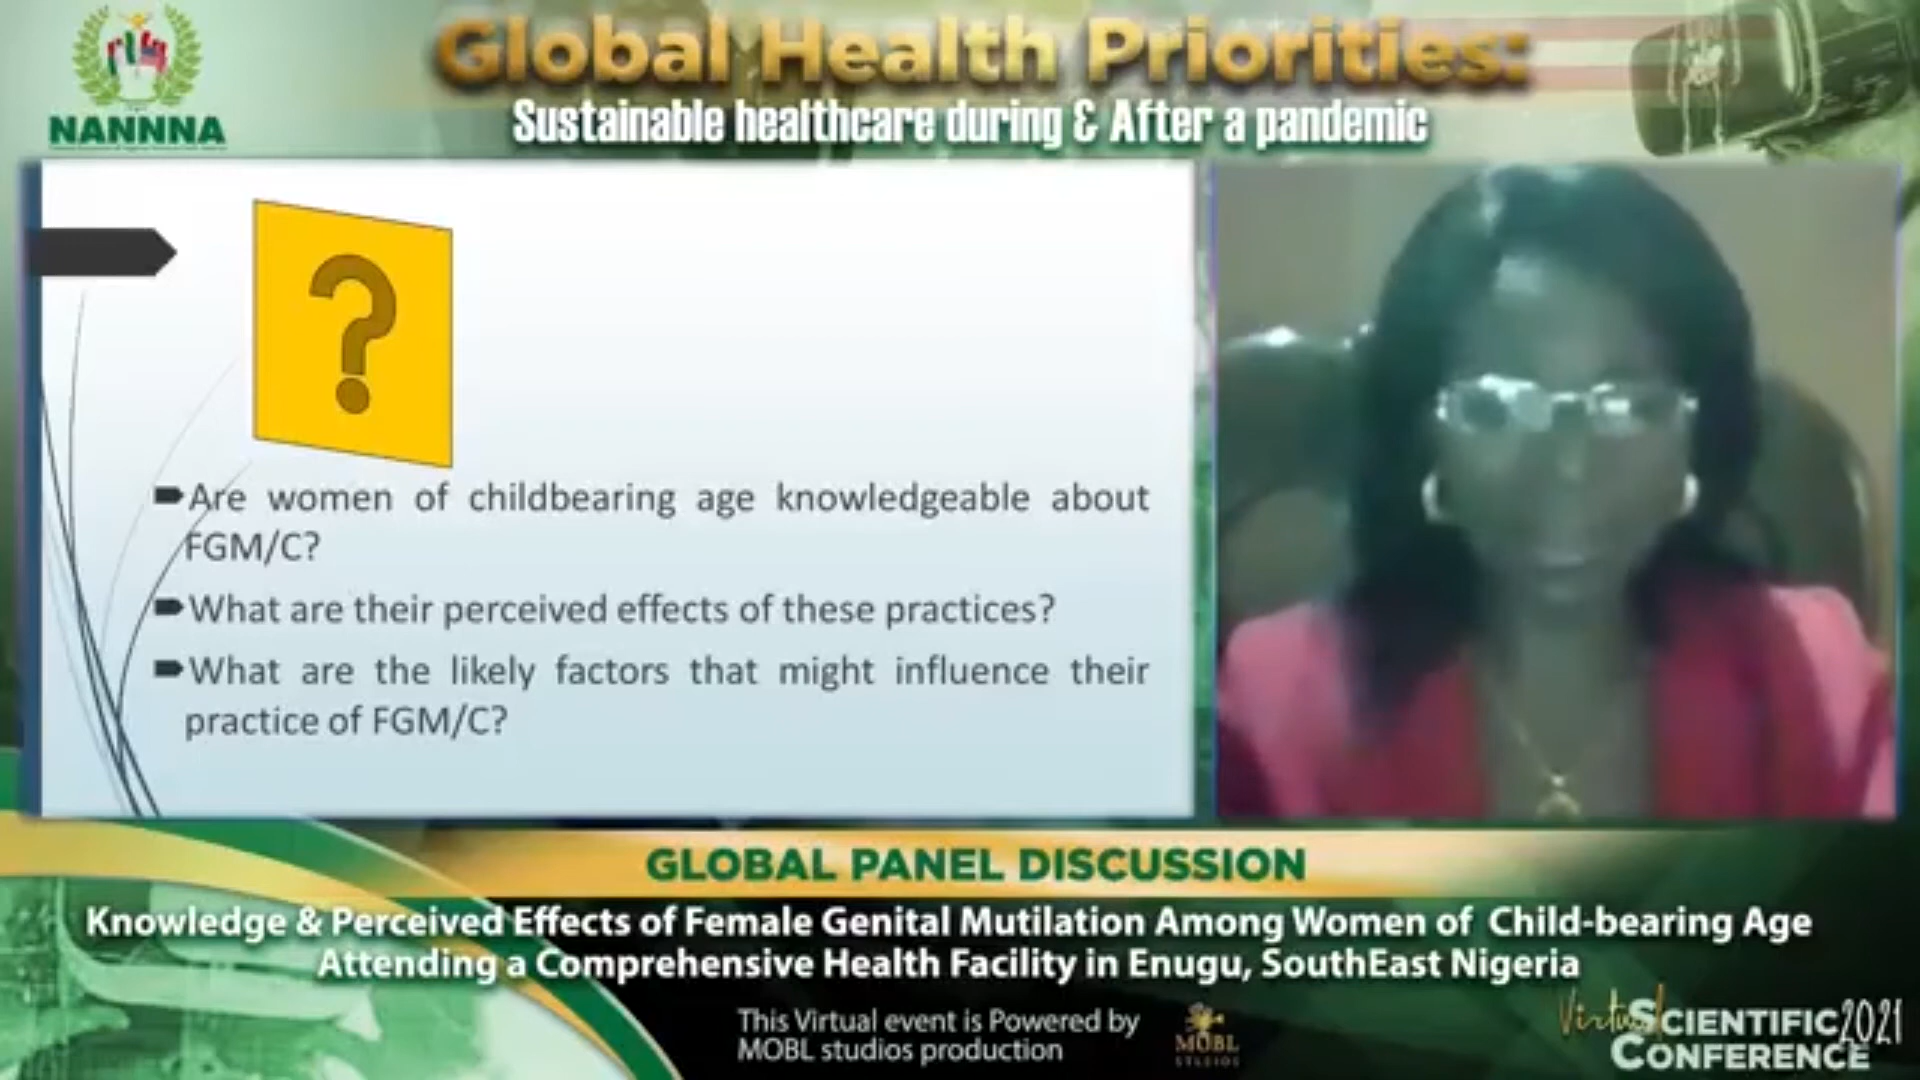 NANNNA
Global Health Priorities:
Sustainable healthcare during & After a pandemic
?
Are women of childbearing age knowledgeable about
FGM/C?
What are their perceived effects of these practices?
What are the likely factors that might influence their
practice of FGM/C?
GLOBAL PANEL DISCUSSION
Knowledge & Perceived Effects of Female Genital Mutilation Among Women of Child-bearing Age
Attending a Comprehensive Health Facility in Enugu, SouthEast Nigeria
This Virtual event is Powered by
MOBL studios production
MOBL
STUDIOS
Virtual SCIENTIFIC 2021
CONFERENCE